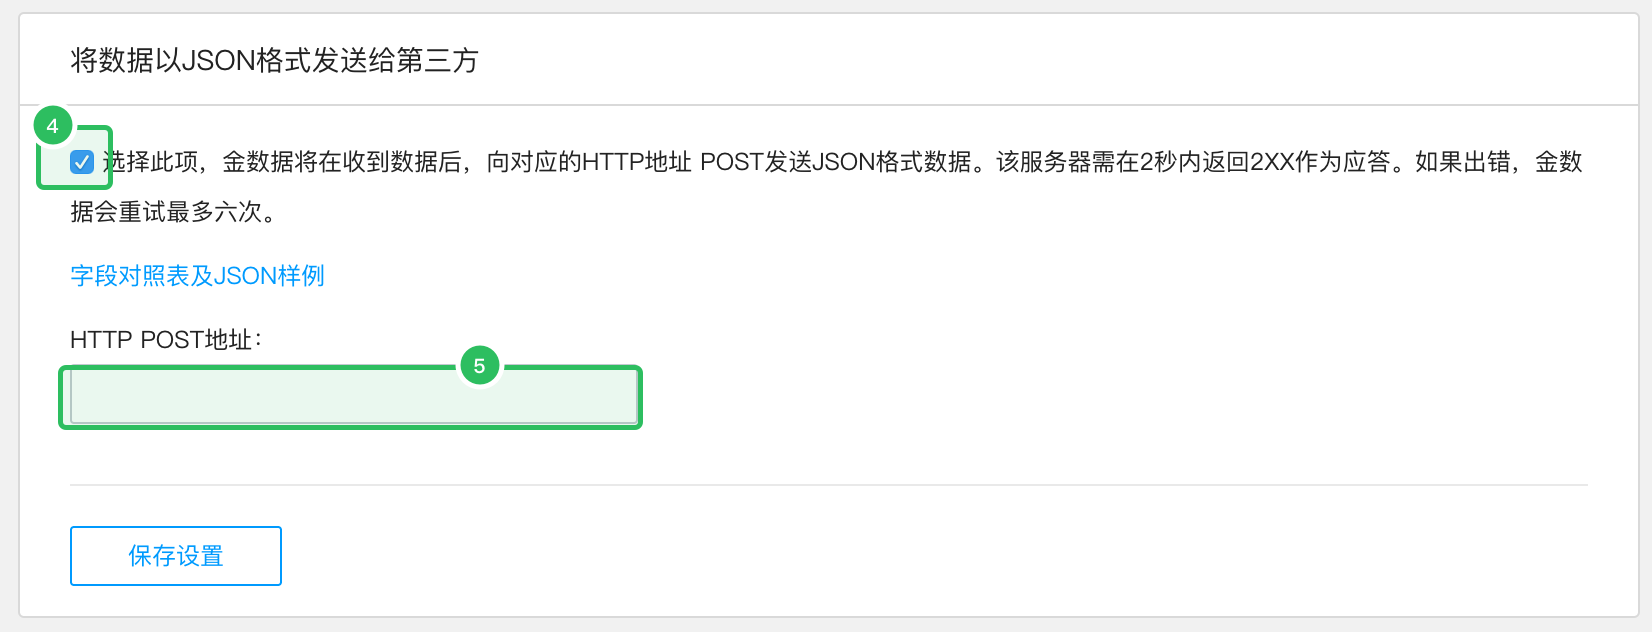 将数据以JSON格式发送给第三方
4
选择此项，金数据将在收到数据后，向对应的HTTP地址 POST发送JSON格式数据。该服务器需在2秒内返回2XX作为应答。如果出错，金数
据会重试最多六次。
字段对照表及JSON样例
HTTP POST地址：
5
保存设置